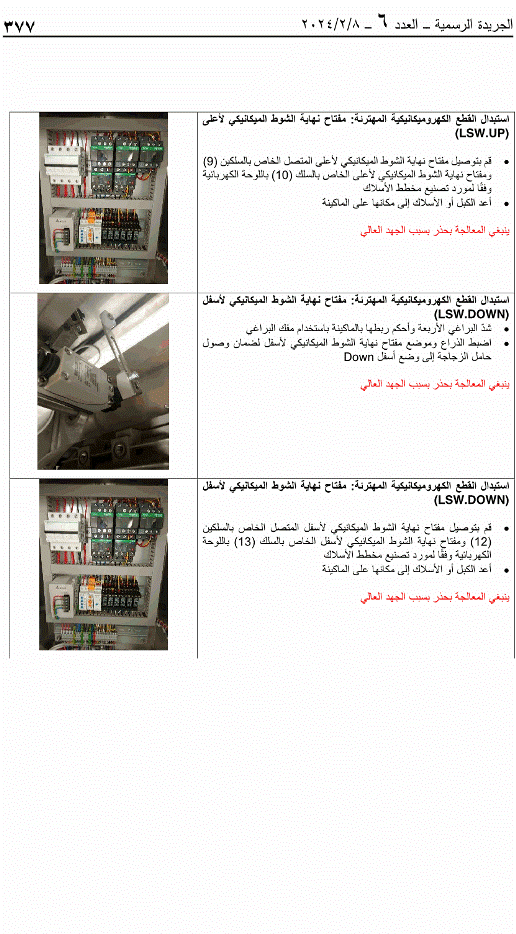 الجريدة الرسمية ــ العدد ٦ ــ ٢٠٢٤/٢/٨
٣٧٧
استبدال القطع الكهروميكانيكية المهترئة: مفتاح نهاية الشوط الميكانيكي لأعلى
(LSW.UP)
• قم بتوصيل مفتاح نهاية الشوط الميكانيكي لأعلى المتصل الخاص بالسلكين (9)
ومفتاح نهاية الشوط الميكانيكي لأعلى الخاص بالسلك (10) باللوحة الكهربائية
وفقًا لمورد تصنيع مخطط الأسلاك
• أعد الكبل أو الأسلاك إلى مكانها على الماكينة
ينبغي المعالجة بحذر بسبب الجهد العالي
استبدال القطع الكهروميكانيكية المهترئة: مفتاح نهاية الشوط الميكانيكي لأسفل
(LSW.DOWN)
• شدّ البراغي الأربعة وأحكم ربطها بالماكينة باستخدام مفك البراغي
• اضبط الذراع وموضع مفتاح نهاية الشوط الميكانيكي لأسفل لضمان وصول
حامل الزجاجة إلى وضع أسفل Down
ينبغي المعالجة بحذر بسبب الجهد العالي
استبدال القطع الكهروميكانيكية المهترئة: مفتاح نهاية الشوط الميكانيكي لأسفل
(LSW.DOWN)
• قم بتوصيل مفتاح نهاية الشوط الميكانيكي لأسفل المتصل الخاص بالسلكين
(12) ومفتاح نهاية الشوط الميكانيكي لأسفل الخاص بالسلك (13) باللوحة
الكهربائية وفقًا لمورد تصنيع مخطط الأسلاك
• أعد الكبل أو الأسلاك إلى مكانها على الماكينة
ينبغي المعالجة بحذر بسبب الجهد العالي